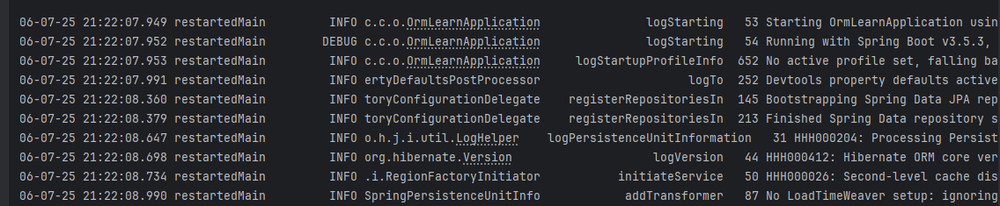 06-07-25 21:22:07.949 restartedMain INFO c.c.o.OrmLearnApplication logStarting 53 Starting OrmLearnApplication usin
06-07-25 21:22:07.952 restartedMain DEBUG c.c.o.OrmLearnApplication logStarting 54 Running with Spring Boot v3.5.3,
06-07-25 21:22:07.953 restartedMain INFO c.c.o.OrmLearnApplication logStartupProfileInfo 652 No active profile set, falling ba
06-07-25 21:22:07.991 restartedMain INFO ertyDefaultsPostProcessor logTo 252 Devtools property defaults active
06-07-25 21:22:08.360 restartedMain INFO toryConfigurationDelegate registerRepositoriesIn 145 Bootstrapping Spring Data JPA rep
06-07-25 21:22:08.379 restartedMain INFO toryConfigurationDelegate registerRepositoriesIn 213 Finished Spring Data repository s
06-07-25 21:22:08.647 restartedMain INFO o.h.j.i.util.LogHelper logPersistenceUnitInformation 31 HHH000204: Processing Persist
06-07-25 21:22:08.698 restartedMain INFO org.hibernate.Version logVersion 44 HHH000412: Hibernate ORM core ver
06-07-25 21:22:08.734 restartedMain INFO .i.RegionFactoryInitiator initiateService 50 HHH000026: Second-level cache dis
06-07-25 21:22:08.990 restartedMain INFO SpringPersistenceUnitInfo addTransformer 87 No LoadTimeWeaver setup: ignoring